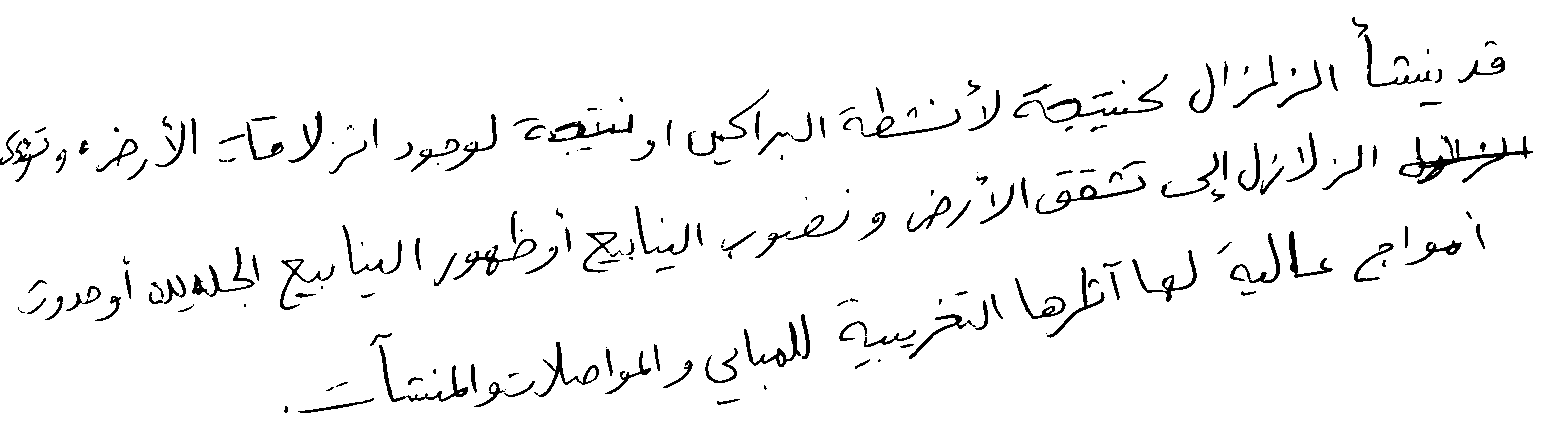 قد ينشأ الزلزال كنتيجة لأنشطة البراكين او نتيجة لوجود انزلاقات الأرض، وتؤدي
الزلازل إلى تشقق الأرض ونضوب الينابيع أو ظهور الينابيع الجديدة أو حدوث
أمواج عالية لها آثارها التخريبية للمباني والمواصلات والمنشآت.